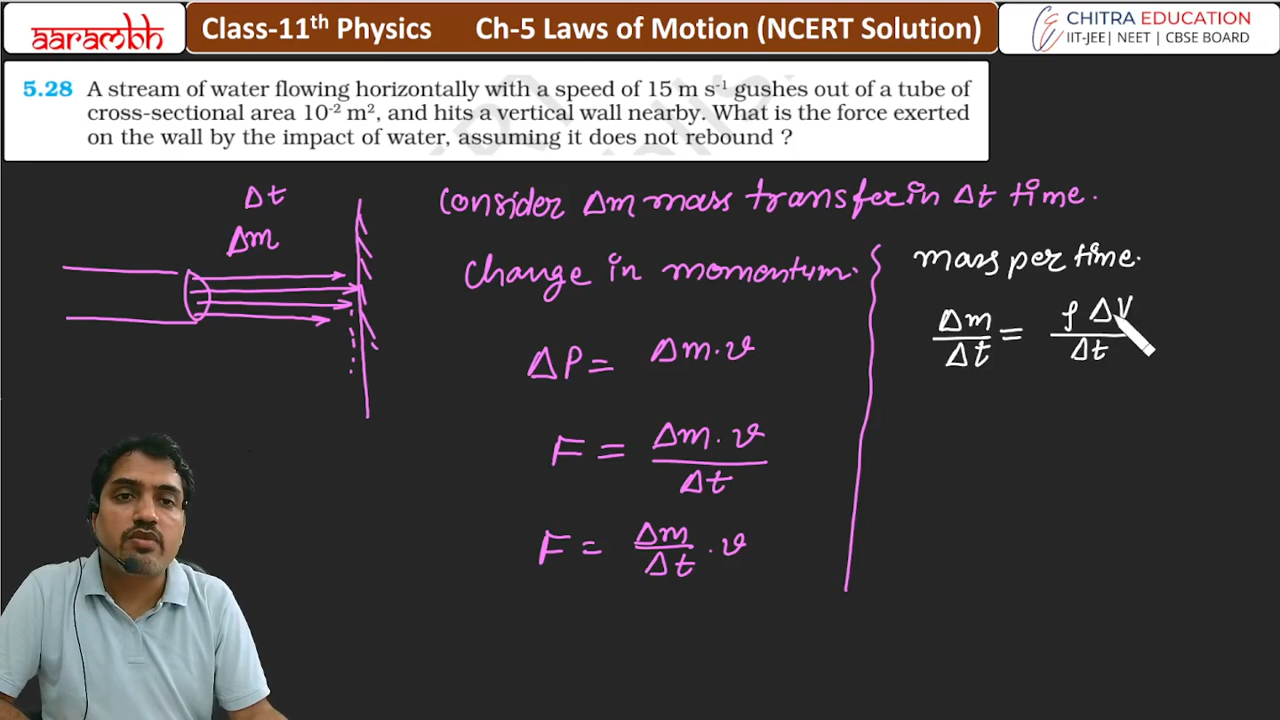 aarambh
Class-11th Physics Ch-5 Laws of Motion (NCERT Solution)
CHITRA EDUCATION
IIT-JEE| NEET | CBSE BOARD
5.28 A stream of water flowing horizontally with a speed of 15 m s⁻¹ gushes out of a tube of
cross-sectional area 10⁻² m², and hits a vertical wall nearby. What is the force exerted
on the wall by the impact of water, assuming it does not rebound ?
Δt
Δm
Consider Δm mass transfer in Δt time.
Change in momentum.
ΔP = Δm·v
F = Δm·v / Δt
F = Δm/Δt · v
mass per time.
Δm/Δt = ρ ΔV/Δt